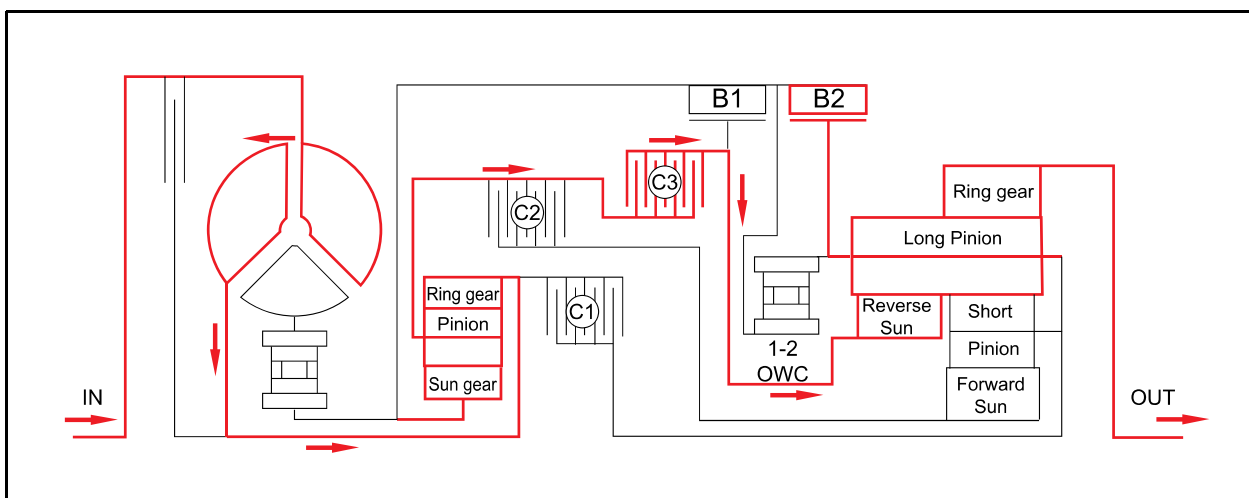 B1
B2
C3
Ring gear
C2
Long Pinion
Ring gear
C1
Reverse
Sun
Short
Pinion
1-2
OWC
Pinion
Sun gear
Forward
Sun
IN
OUT